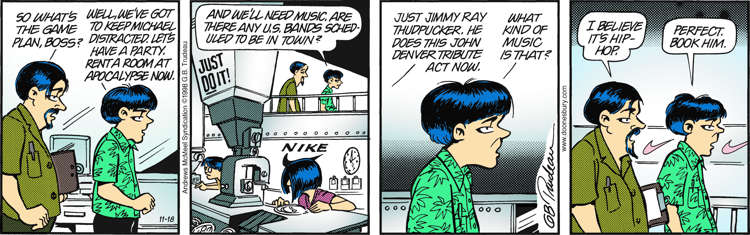 SO WHAT'S
THE GAME
PLAN, BOSS?
WELL, WE'VE GOT
TO KEEP MICHAEL
DISTRACTED. LET'S
HAVE A PARTY.
RENT A ROOM AT
APOCALYPSE NOW.
11-18
Andrews McMeel Syndication ©1998 G.B. Trudeau
AND WE'LL NEED MUSIC. ARE
THERE ANY U.S. BANDS SCHED-
ULED TO BE IN TOWN?
JUST
DO IT!
NIKE
JUST JIMMY RAY
THUDPUCKER. HE
DOES THIS JOHN
DENVER TRIBUTE
ACT NOW.
WHAT
KIND OF
MUSIC
IS THAT?
GB Trudeau
www.doonesbury.com
I BELIEVE
IT'S HIP-
HOP.
PERFECT.
BOOK HIM.